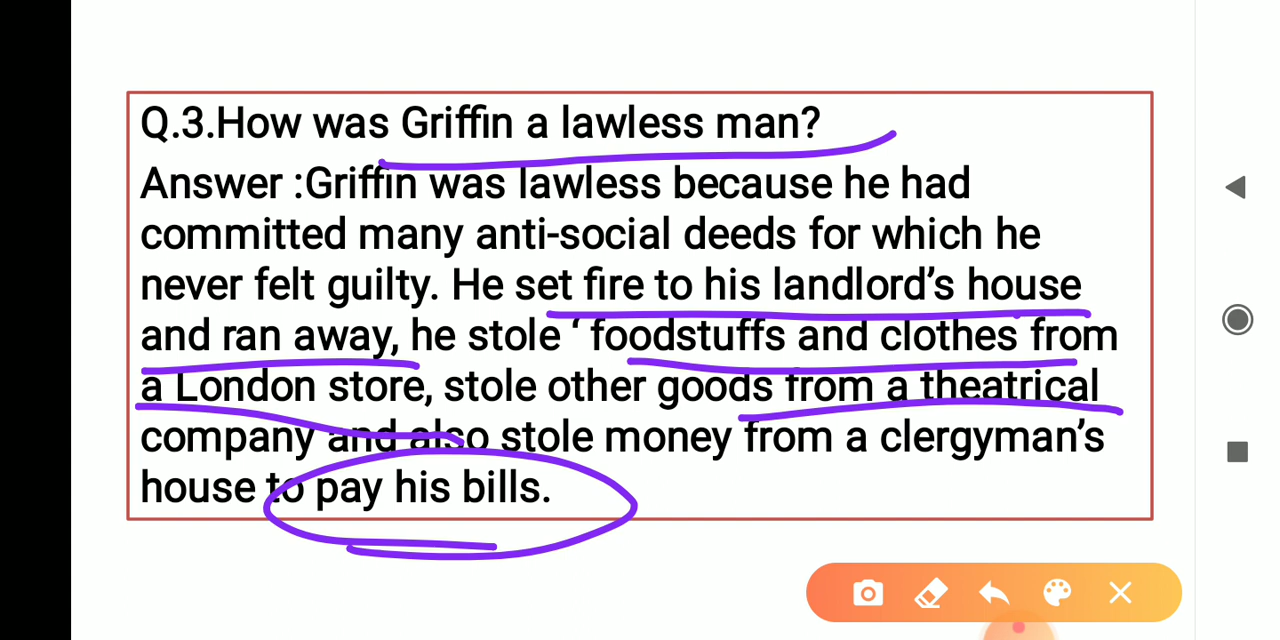 Q.3.How was Griffin a lawless man?
Answer :Griffin was lawless because he had
committed many anti-social deeds for which he
never felt guilty. He set fire to his landlord’s house
and ran away, he stole ‘ foodstuffs and clothes from
a London store, stole other goods from a theatrical
company and also stole money from a clergyman’s
house to pay his bills.